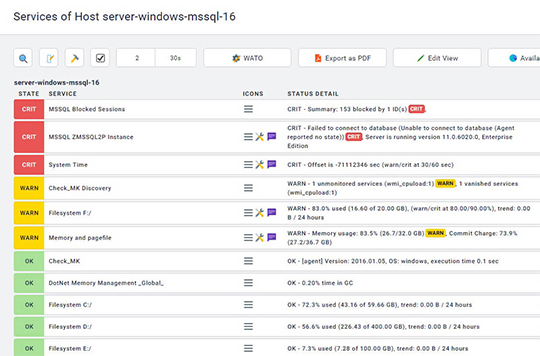 Services of Host server-windows-mssql-16
2 30s WATO Export as PDF Edit View Availa
server-windows-mssql-16
STATE SERVICE ICONS STATUS DETAIL
CRIT MSSQL Blocked Sessions CRIT - Summary: 153 blocked by 1 ID(s) CRIT,
CRIT MSSQL ZMSSQL2P Instance CRIT - Failed to connect to database (Unable to connect to database (Agent
reported no state)) CRIT, Server is running version 11.0.6020.0, Enterprise
Edition
CRIT System Time CRIT - Offset is -71112346 sec (warn/crit at 30/60 sec)
WARN Check_MK Discovery WARN - 1 unmonitored services (wmi_cpuload:1) WARN, 1 vanished services
(wmi_cpuload:1)
WARN Filesystem F:/ WARN - 83.0% used (16.60 of 20.00 GB), (warn/crit at 80.00/90.00%), trend: 0.00
B / 24 hours
WARN Memory and pagefile WARN - Memory usage: 83.5% (26.7/32.0 GB) WARN, Commit Charge: 73.9%
(27.2/36.7 GB)
OK Check_MK OK - [agent] Version: 2016.01.05, OS: windows, execution time 0.1 sec
OK DotNet Memory Management _Global_ OK - 0.20% time in GC
OK Filesystem C:/ OK - 72.3% used (43.16 of 59.66 GB), trend: 0.00 B / 24 hours
OK Filesystem D:/ OK - 56.6% used (226.43 of 400.00 GB), trend: 0.00 B / 24 hours
OK Filesystem E:/ OK - 7.3% used (7.28 of 100.00 GB), trend: 0.00 B / 24 hours